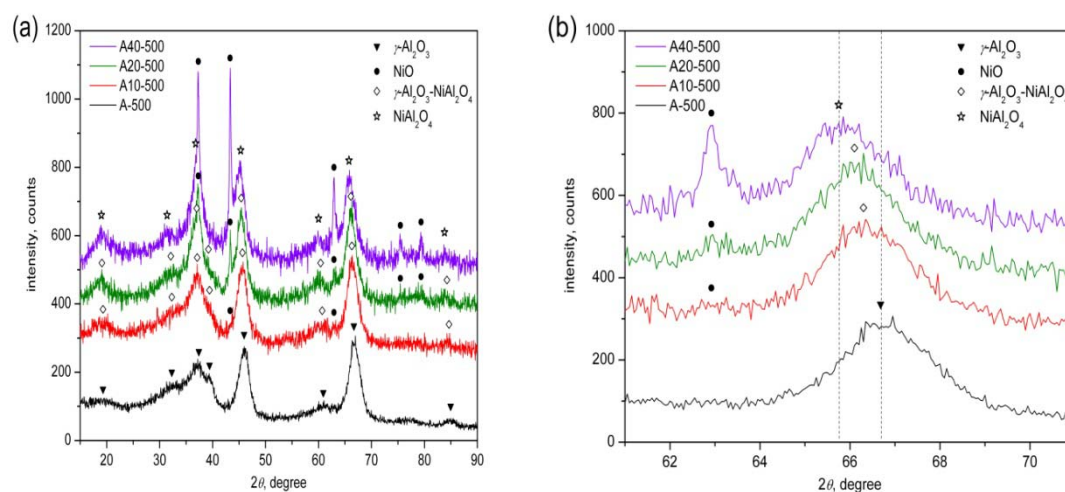 (a)
1200
1000
800
600
400
200
0
intensity, counts
A40-500
A20-500
A10-500
A-500
γ-Al2O3
NiO
γ-Al2O3-NiAl2O4
NiAl2O4
15 20 30 40 50 60 70 80 90
2θ, degree
(b)
1000
800
600
400
200
0
intensity, counts
A40-500
A20-500
A10-500
A-500
γ-Al2O3
NiO
γ-Al2O3-NiAl2O
NiAl2O4
62 64 66 68 70
2θ, degree